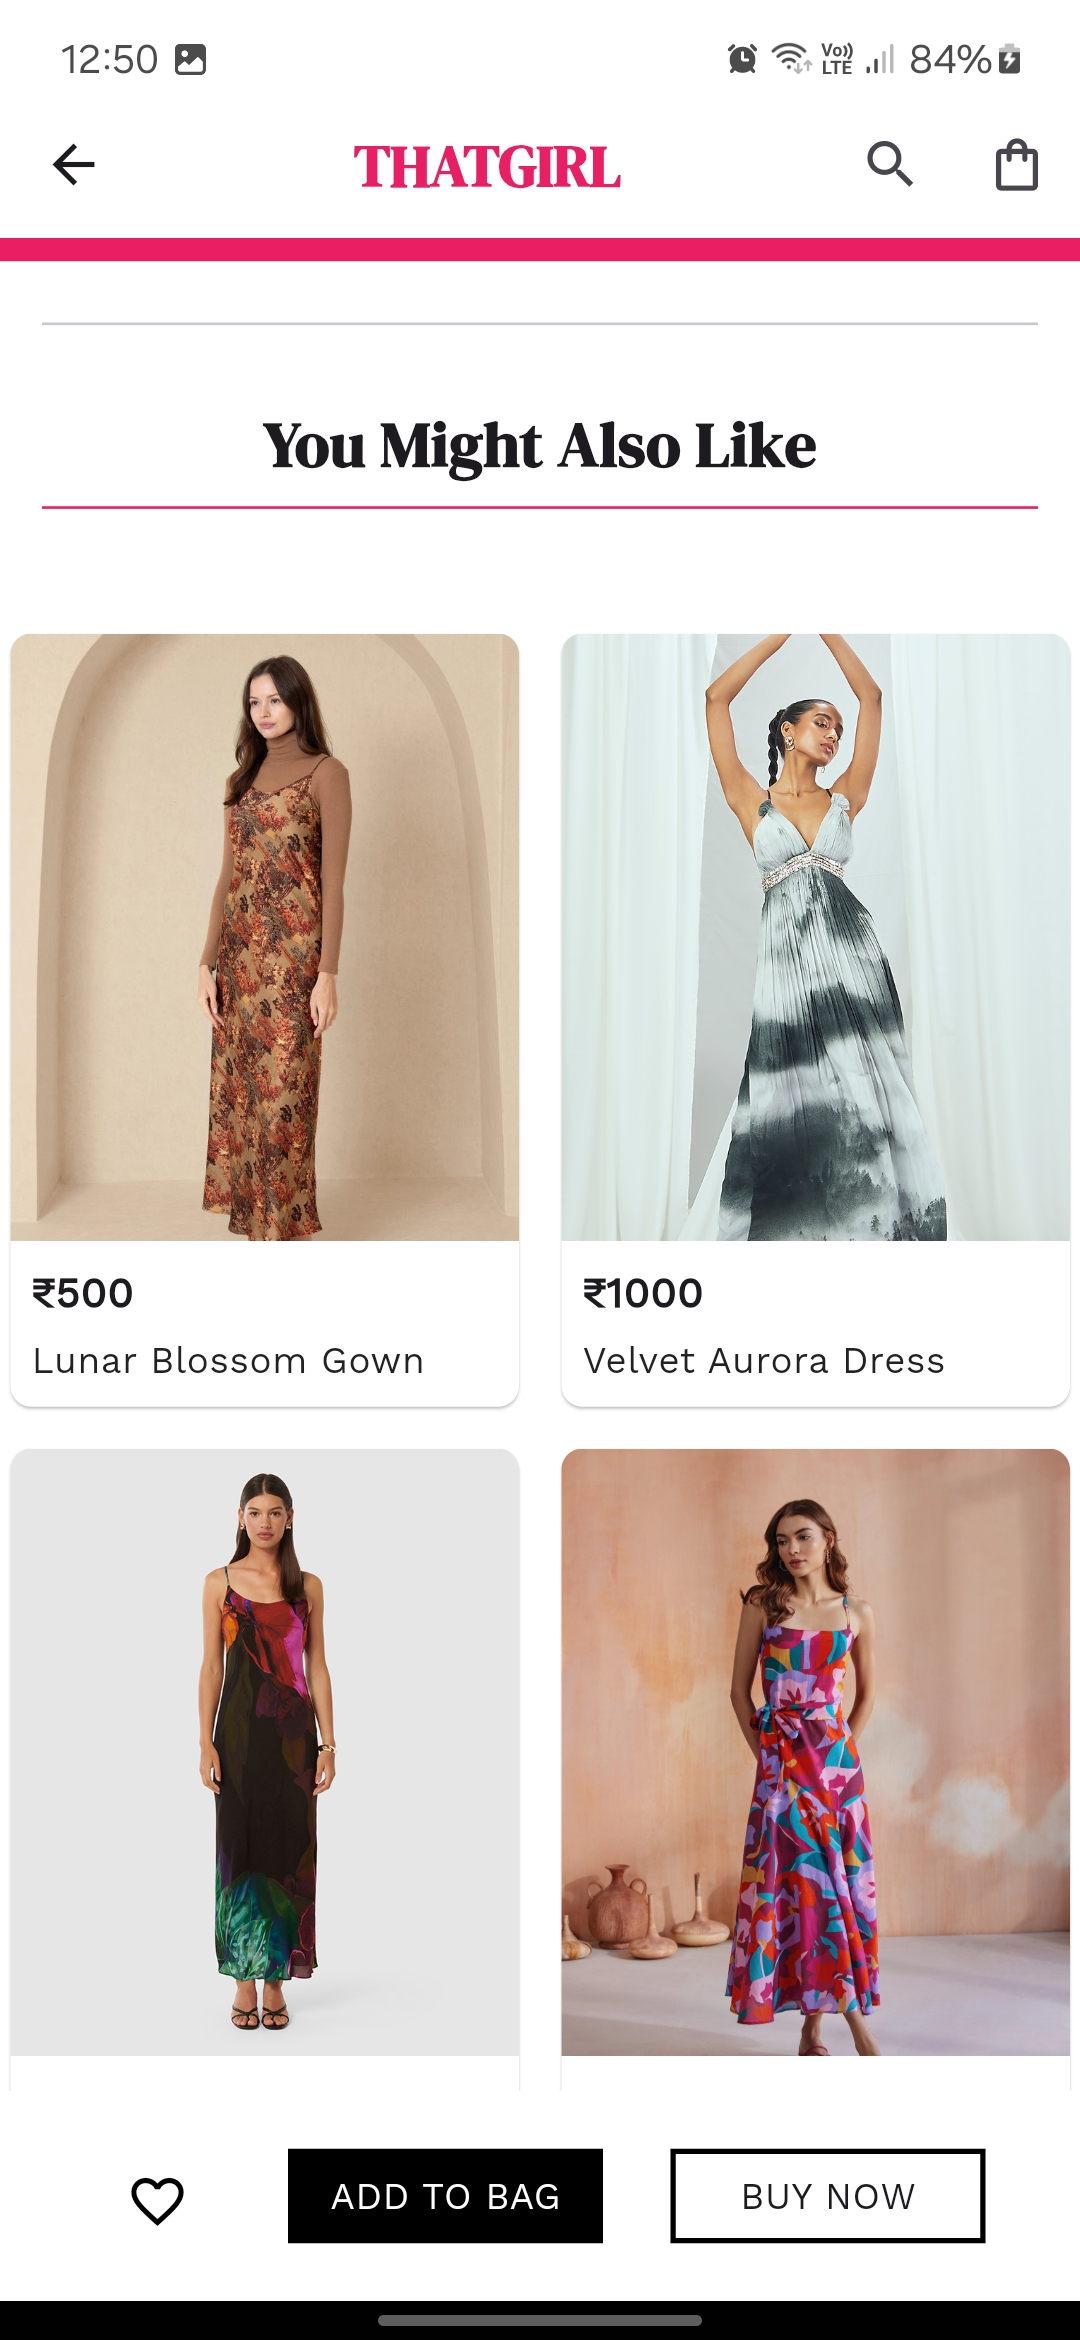 12:50 Vo)) LTE 84%
THATGIRL
You Might Also Like
₹500
Lunar Blossom Gown
₹1000
Velvet Aurora Dress
ADD TO BAG
BUY NOW